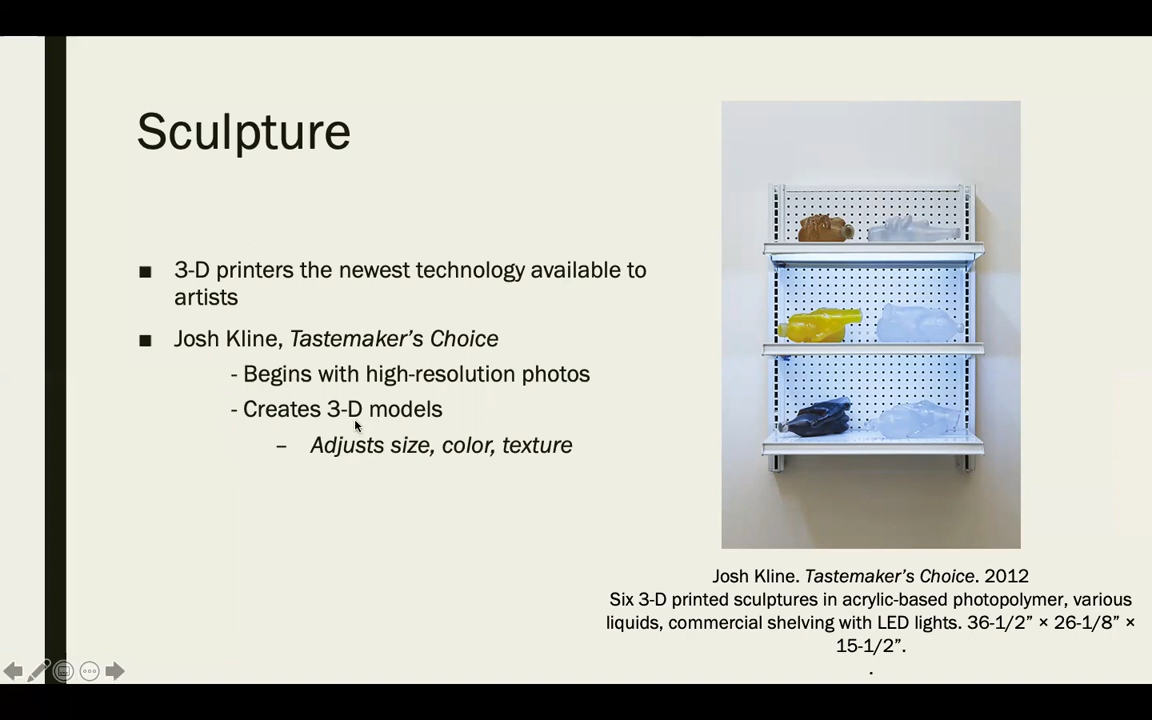 Sculpture
■ 3-D printers the newest technology available to
artists
■ Josh Kline, Tastemaker’s Choice
- Begins with high-resolution photos
- Creates 3-D models
– Adjusts size, color, texture
Josh Kline. Tastemaker’s Choice. 2012
Six 3-D printed sculptures in acrylic-based photopolymer, various
liquids, commercial shelving with LED lights. 36-1/2” × 26-1/8” ×
15-1/2”.
.